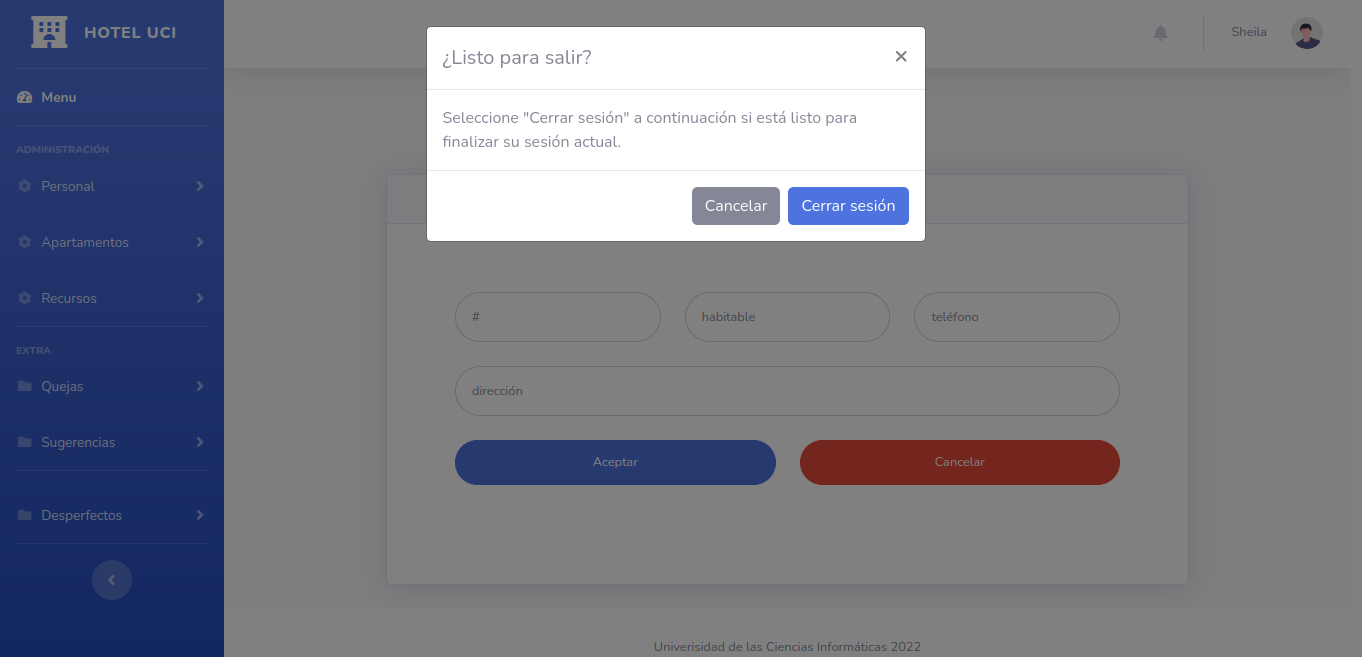 HOTEL UCI
Menu
ADMINISTRACIÓN
Personal
Apartamentos
Recursos
EXTRA
Quejas
Sugerencias
Desperfectos
Sheila
¿Listo para salir?
×
Seleccione "Cerrar sesión" a continuación si está listo para
finalizar su sesión actual.
Cancelar
Cerrar sesión
#
habitable
teléfono
dirección
Aceptar
Cancelar
Univerisidad de las Ciencias Informáticas 2022